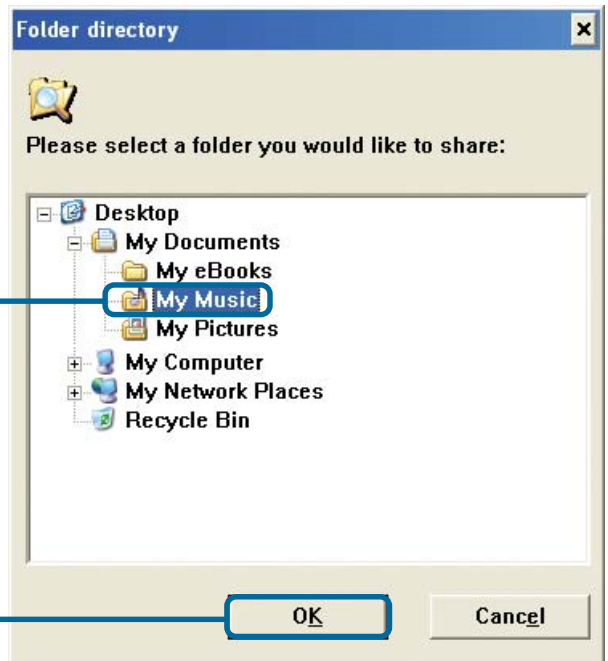 Folder directory
Please select a folder you would like to share:
Desktop
My Documents
My eBooks
My Music
My Pictures
My Computer
My Network Places
Recycle Bin
OK
Cancel